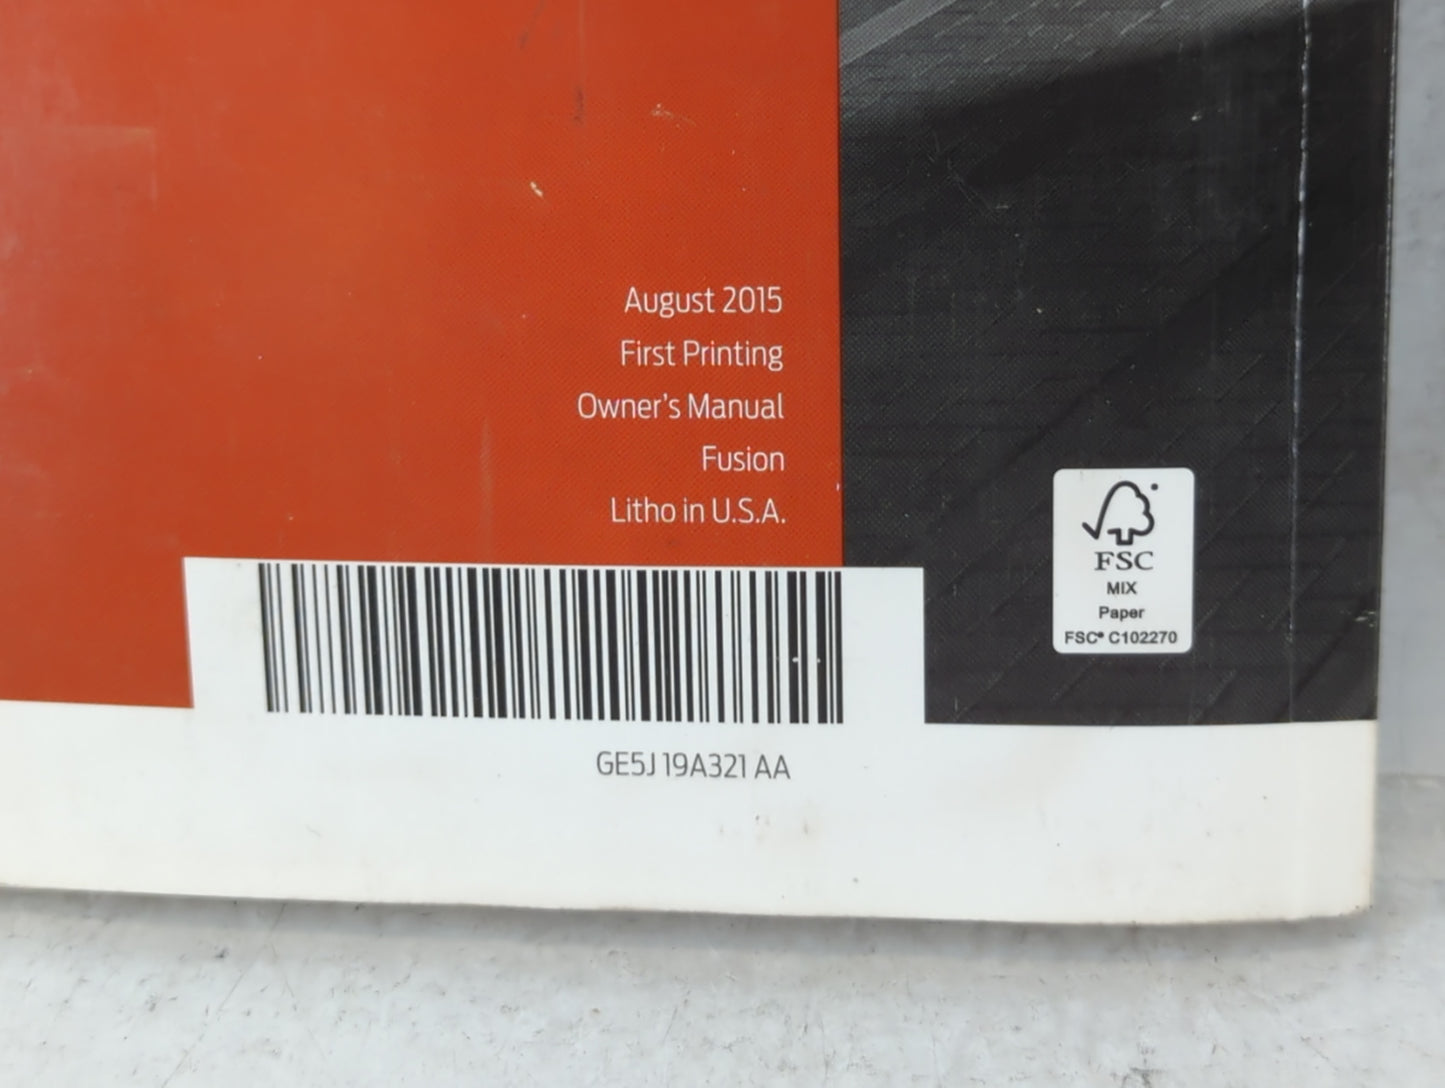 August 2015
First Printing
Owner's Manual
Fusion
Litho in U.S.A.
FSC
MIX
Paper
FSC® C102270
GE5J 19A321 AA